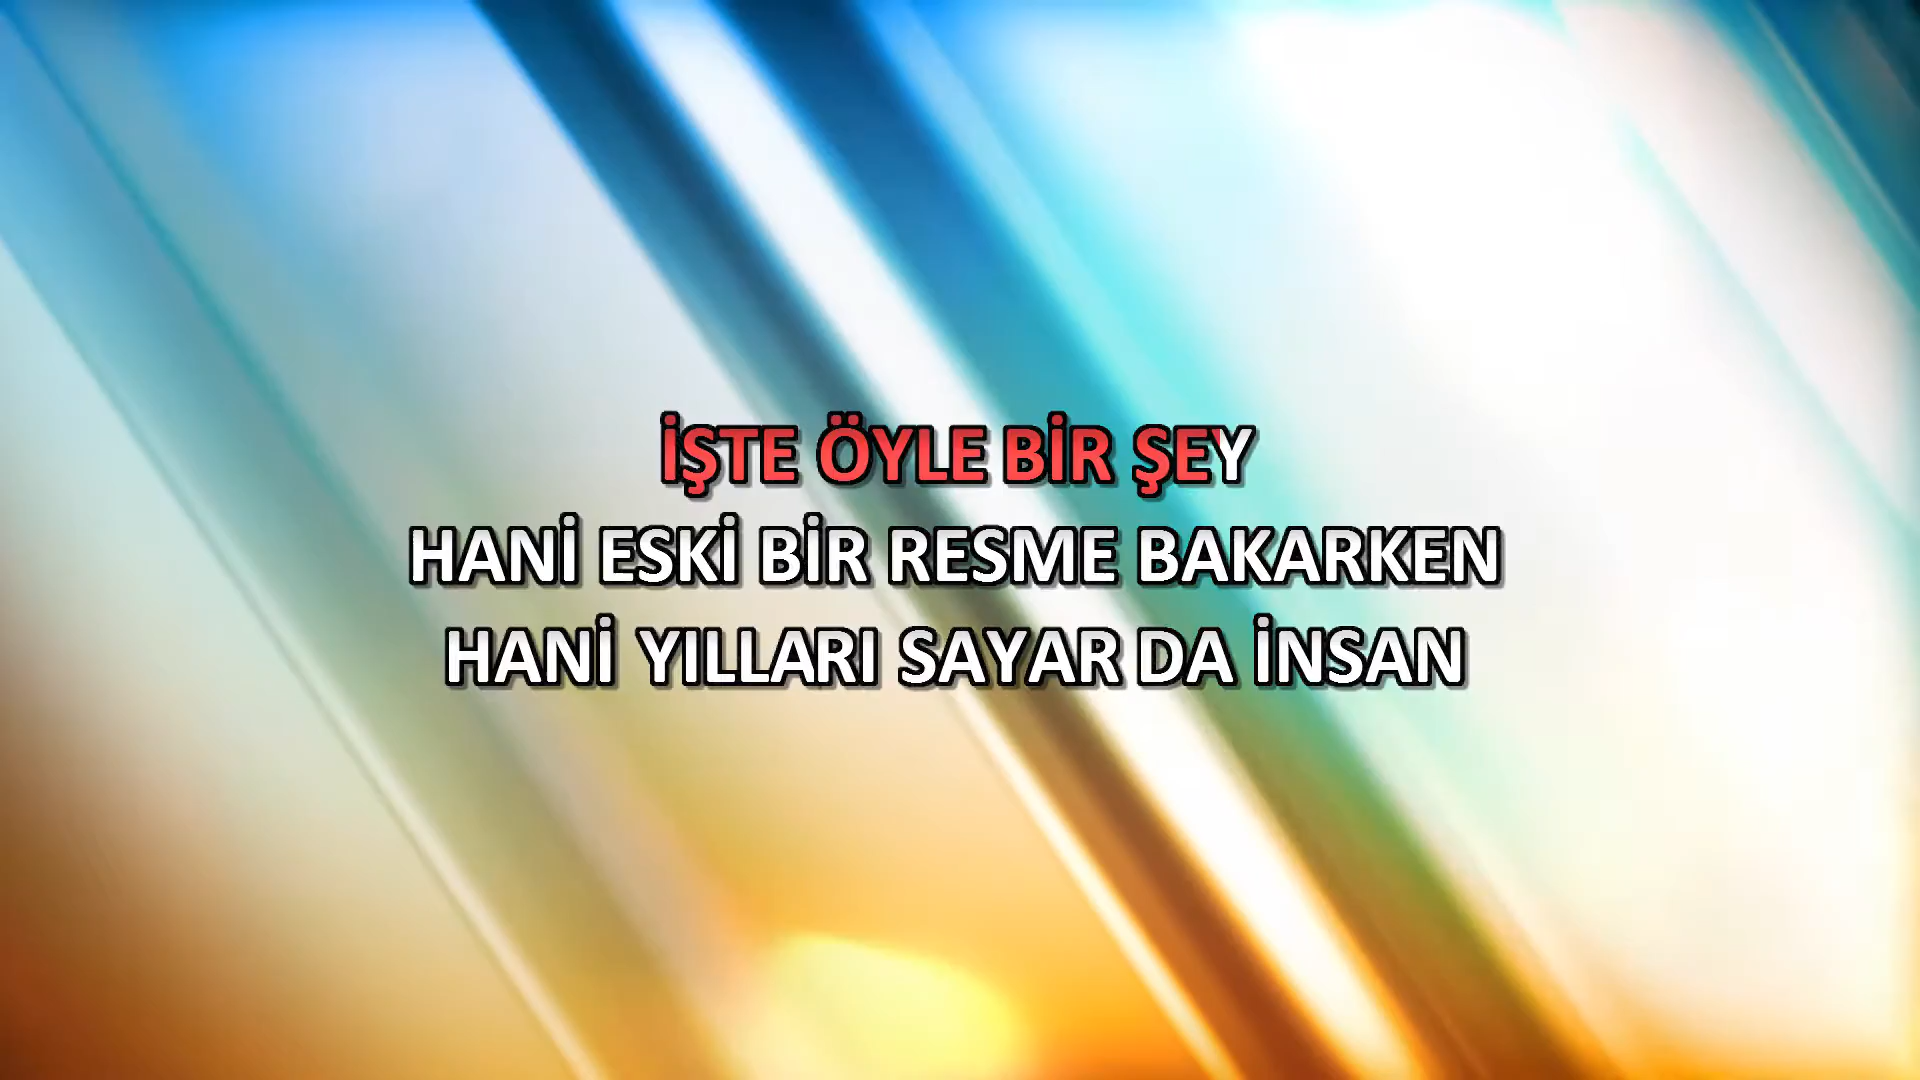 İŞTE ÖYLE BİR ŞEY
HANİ ESKİ BİR RESME BAKARKEN
HANİ YILLARI SAYAR DA İNSAN